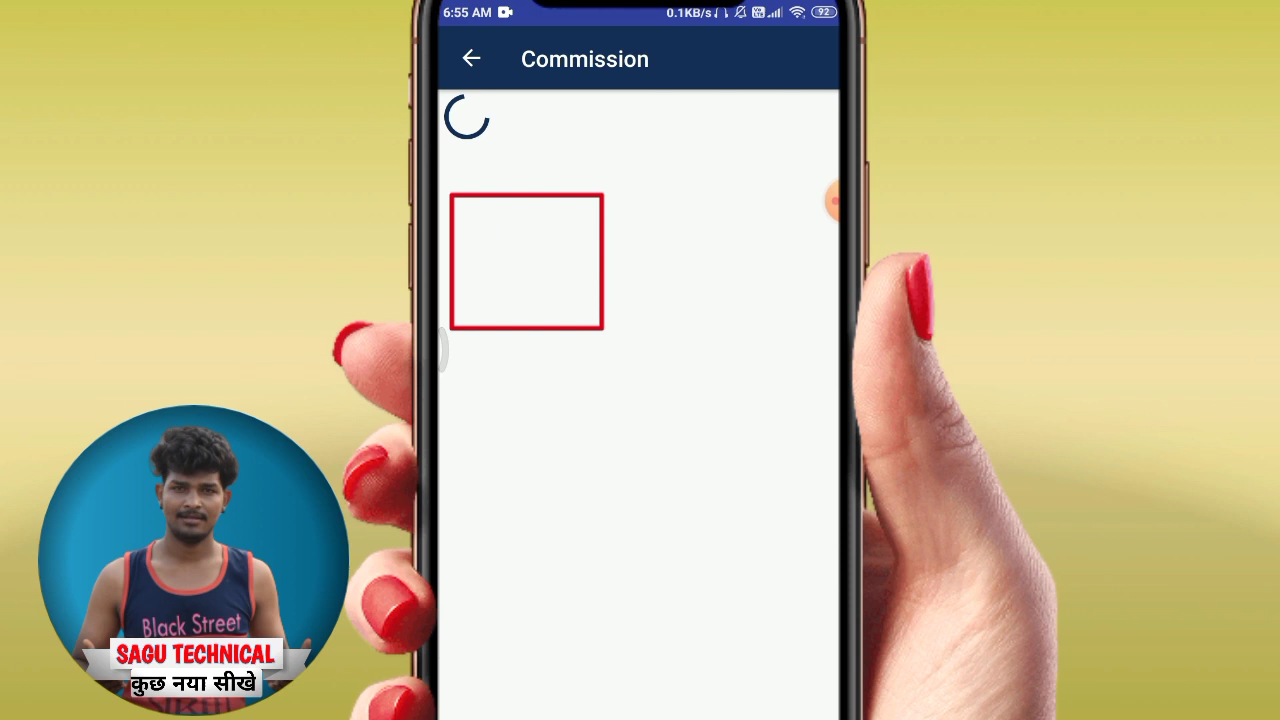 6:55 AM
0.1KB/s
92
Commission
Black Street
SAGU TECHNICAL
कुछ नया सीखे